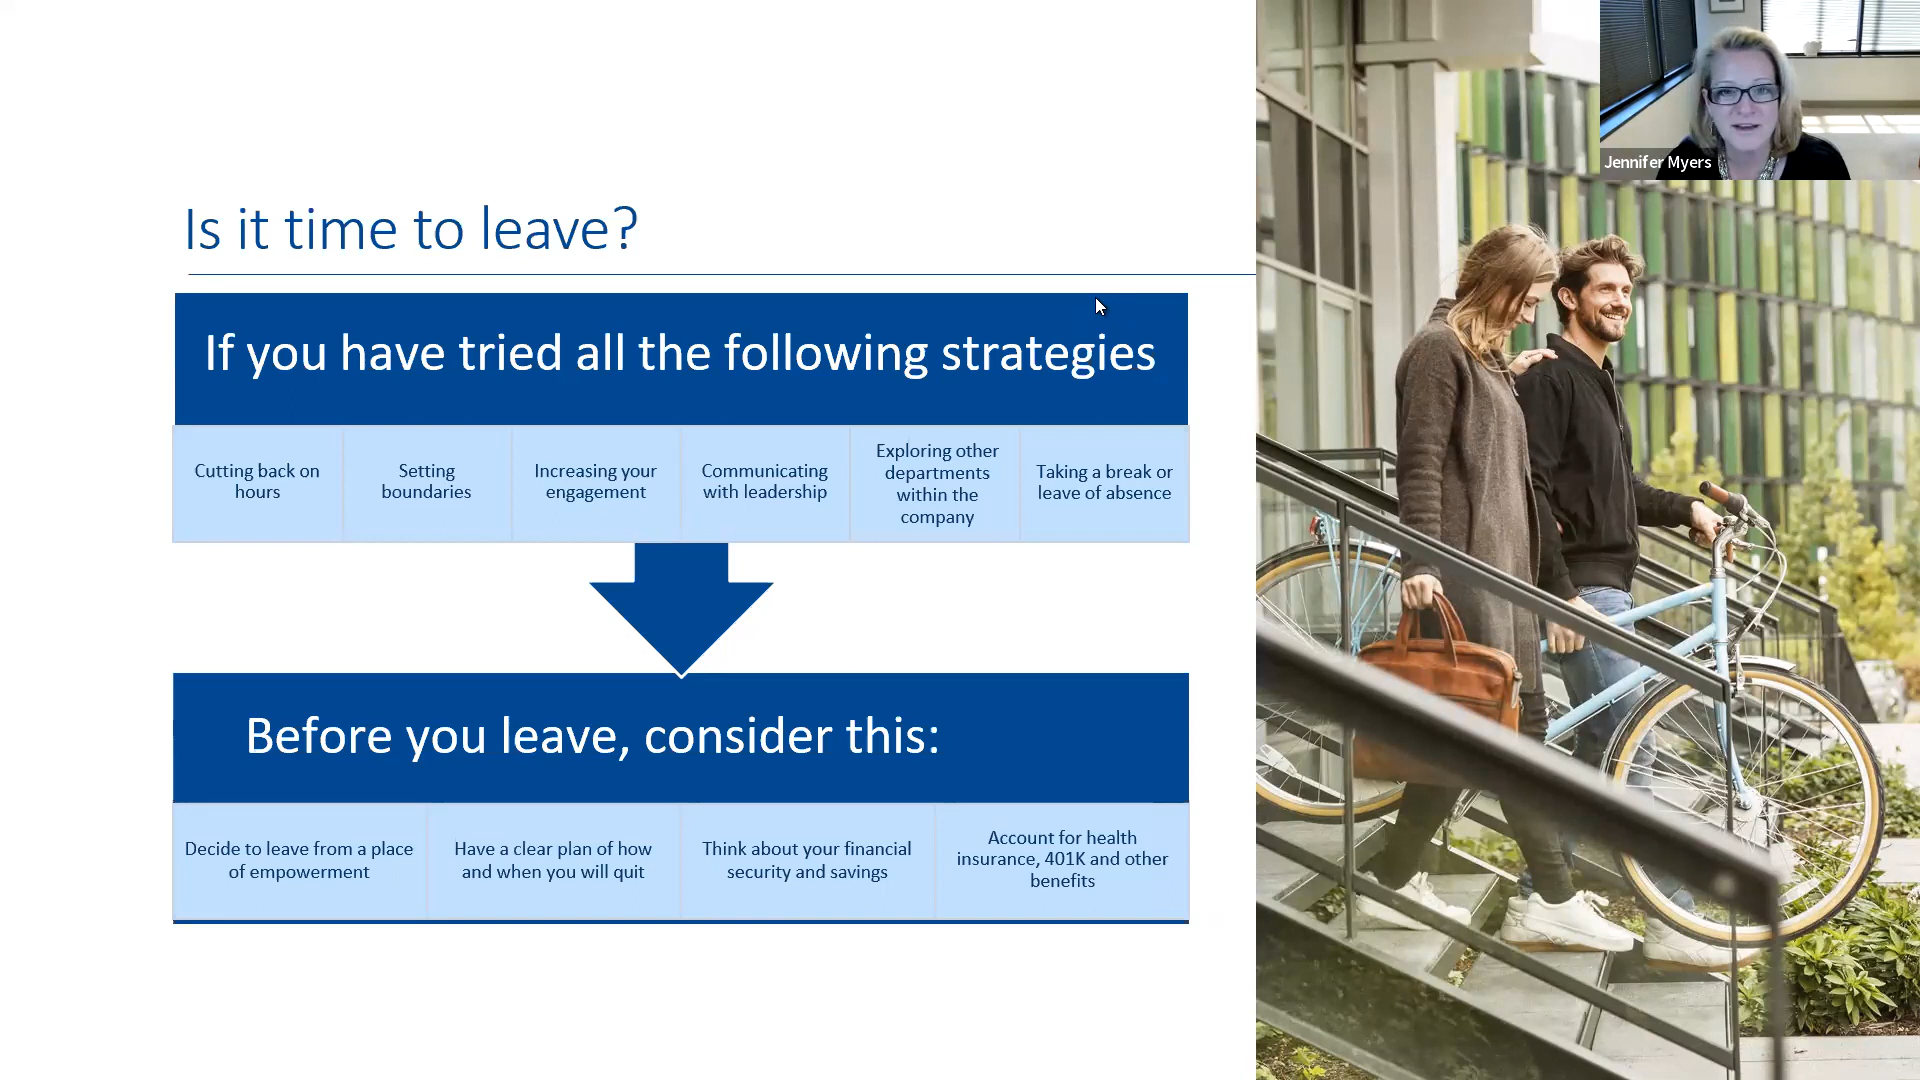 Jennifer Myers
Is it time to leave?
If you have tried all the following strategies
Cutting back on
hours
Setting
boundaries
Increasing your
engagement
Communicating
with leadership
Exploring other
departments
within the
company
Taking a break or
leave of absence
Before you leave, consider this:
Decide to leave from a place
of empowerment
Have a clear plan of how
and when you will quit
Think about your financial
security and savings
Account for health
insurance, 401K and other
benefits